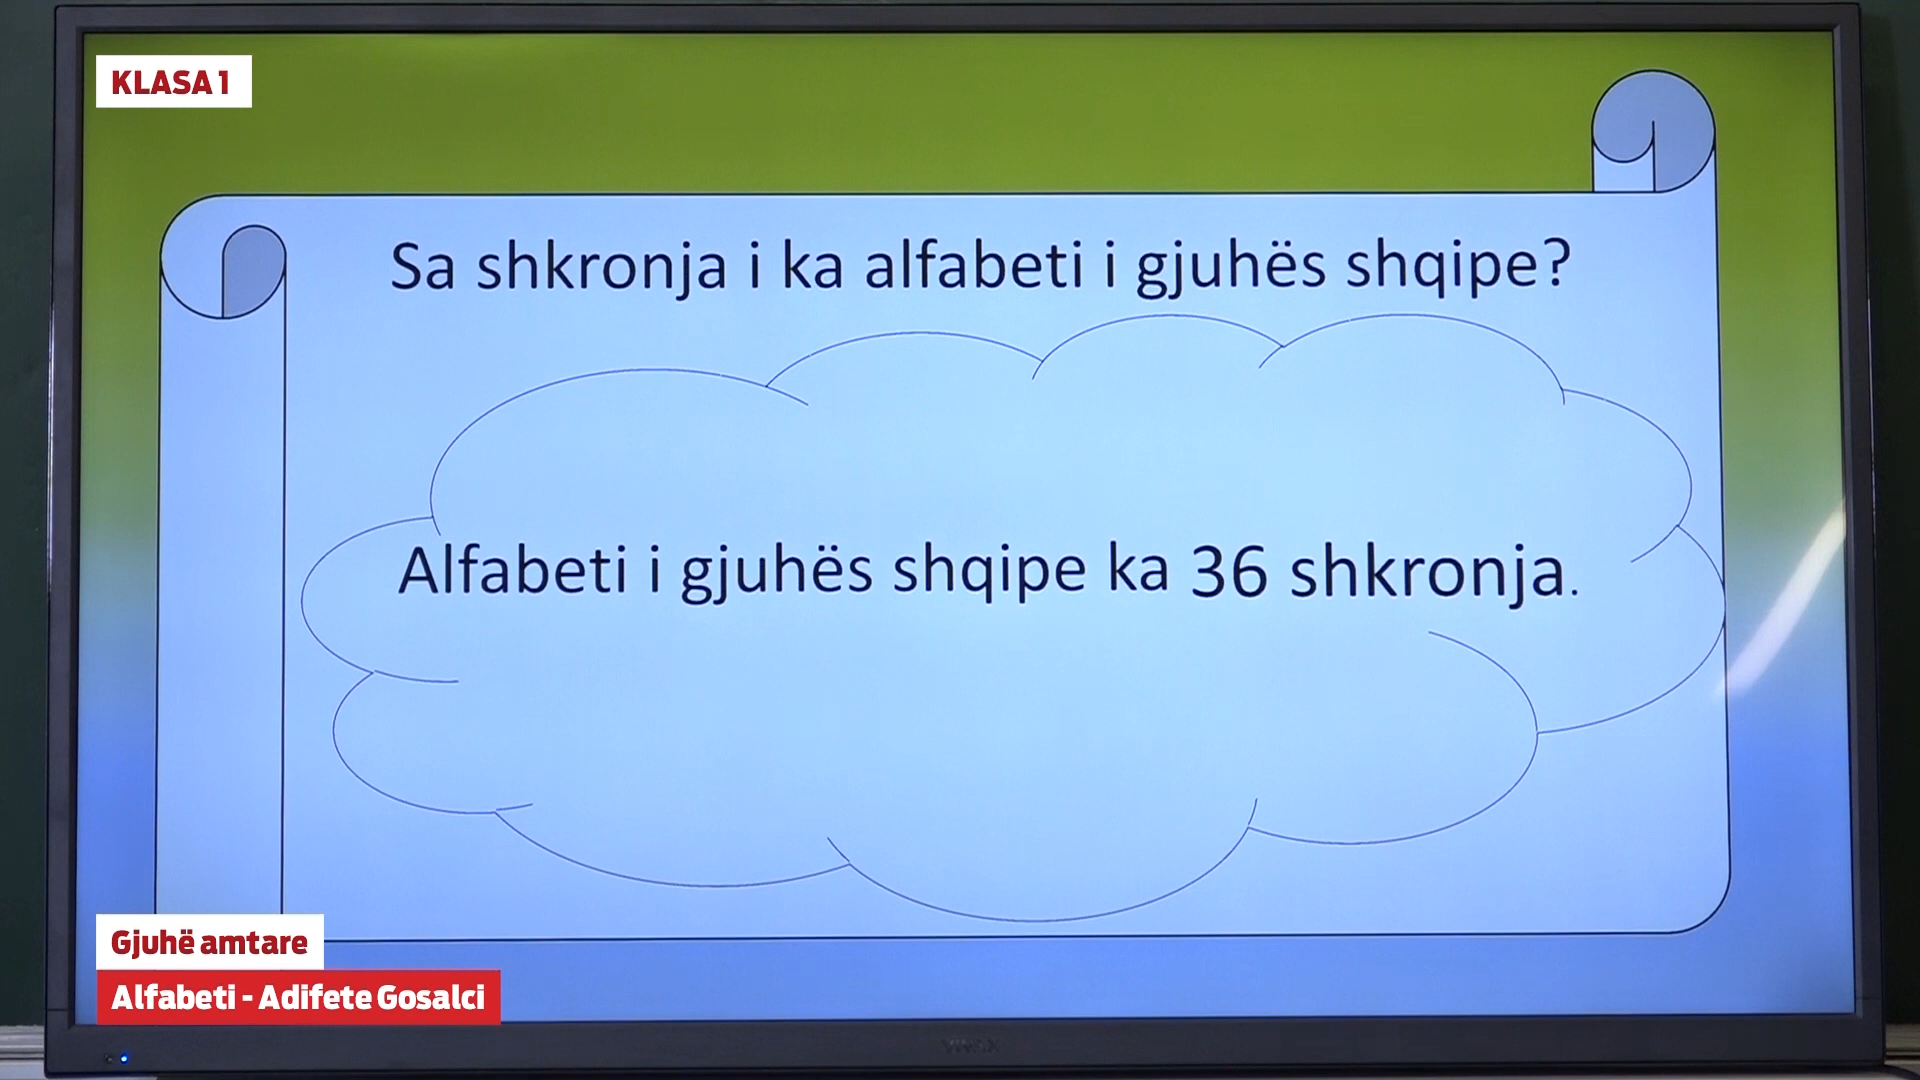 KLASA 1
Sa shkronja i ka alfabeti i gjuhës shqipe?
Alfabeti i gjuhës shqipe ka 36 shkronja.
Gjuhë amtare
Alfabeti - Adifete Gosalci